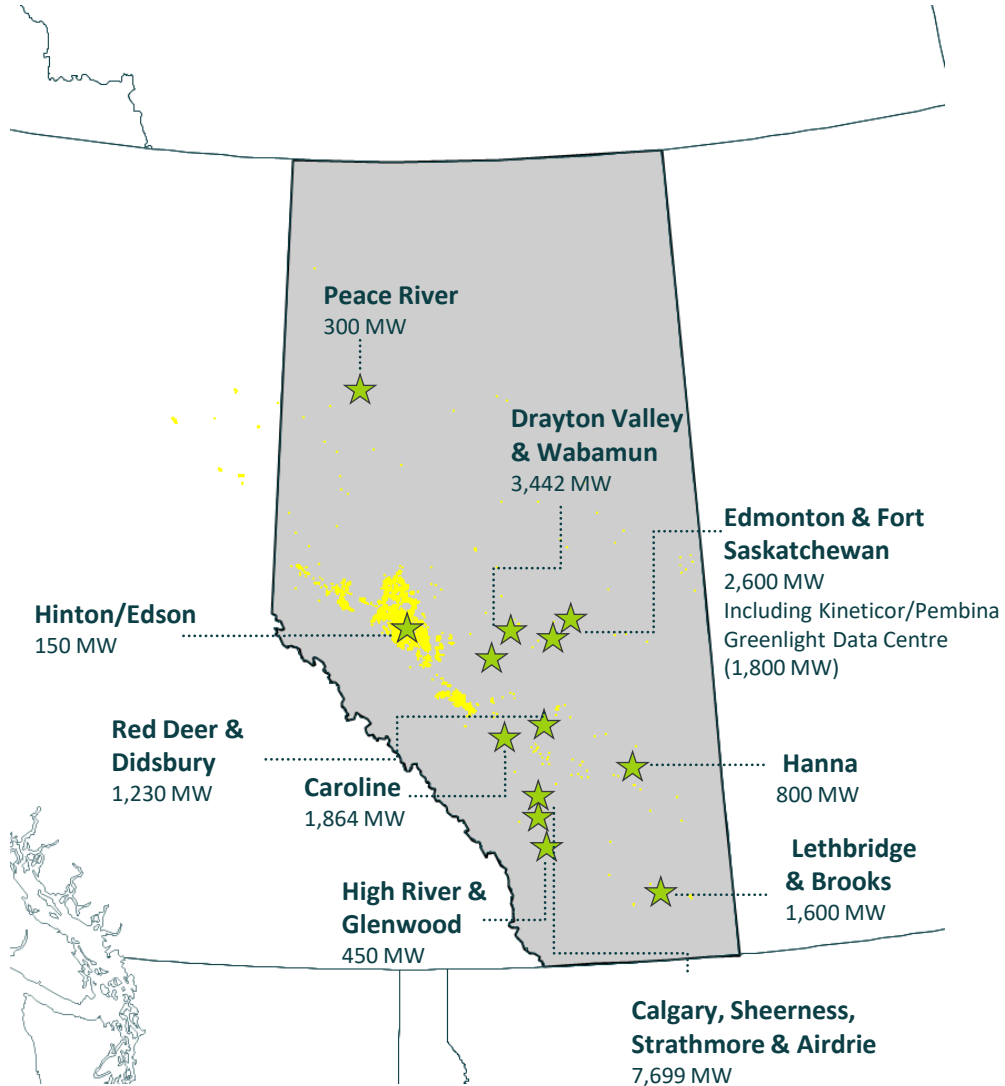 Peace River
300 MW
Drayton Valley
& Wabamun
3,442 MW
Edmonton & Fort
Saskatchewan
2,600 MW
Including Kineticor/Pembina
Greenlight Data Centre
(1,800 MW)
Hinton/Edson
150 MW
Red Deer &
Didsbury
1,230 MW
Caroline
1,864 MW
Hanna
800 MW
Lethbridge
& Brooks
1,600 MW
High River &
Glenwood
450 MW
Calgary, Sheerness,
Strathmore & Airdrie
7,699 MW